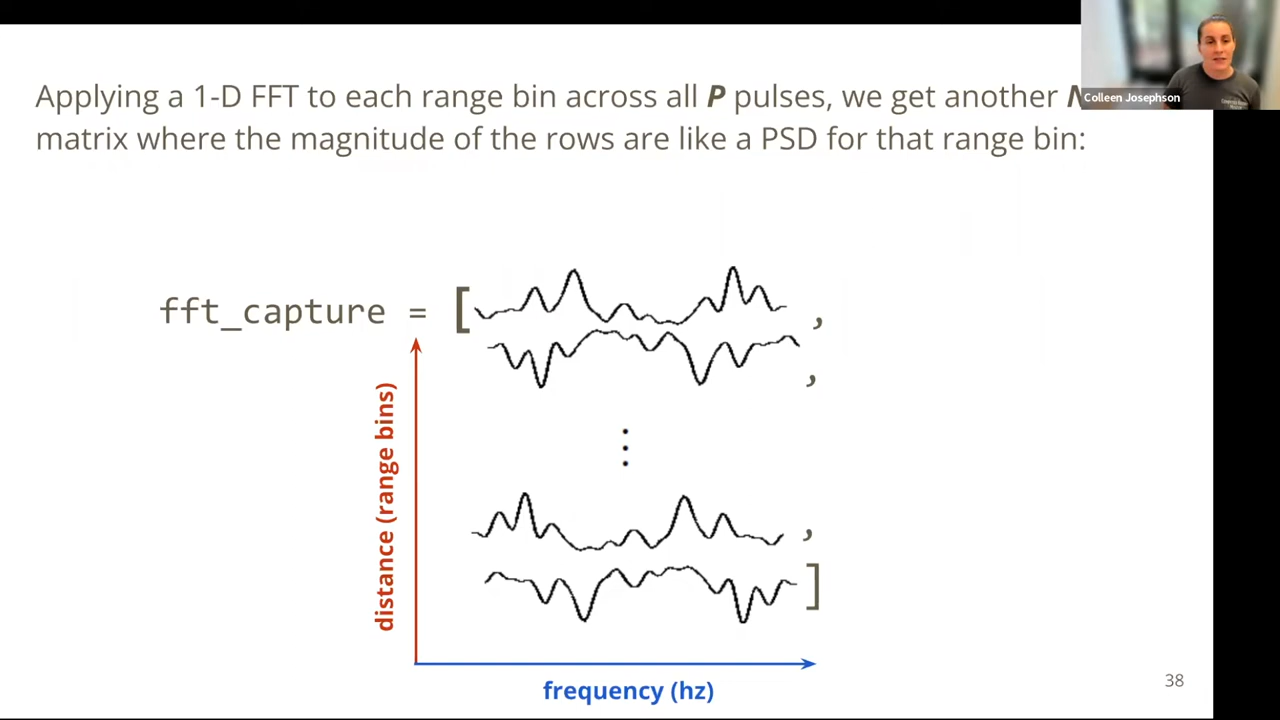 Applying a 1-D FFT to each range bin across all P pulses, we get another
Colleen Josephson
matrix where the magnitude of the rows are like a PSD for that range bin:
fft_capture = [ ,
,
⋮
,
]
distance (range bins)
frequency (hz)
38